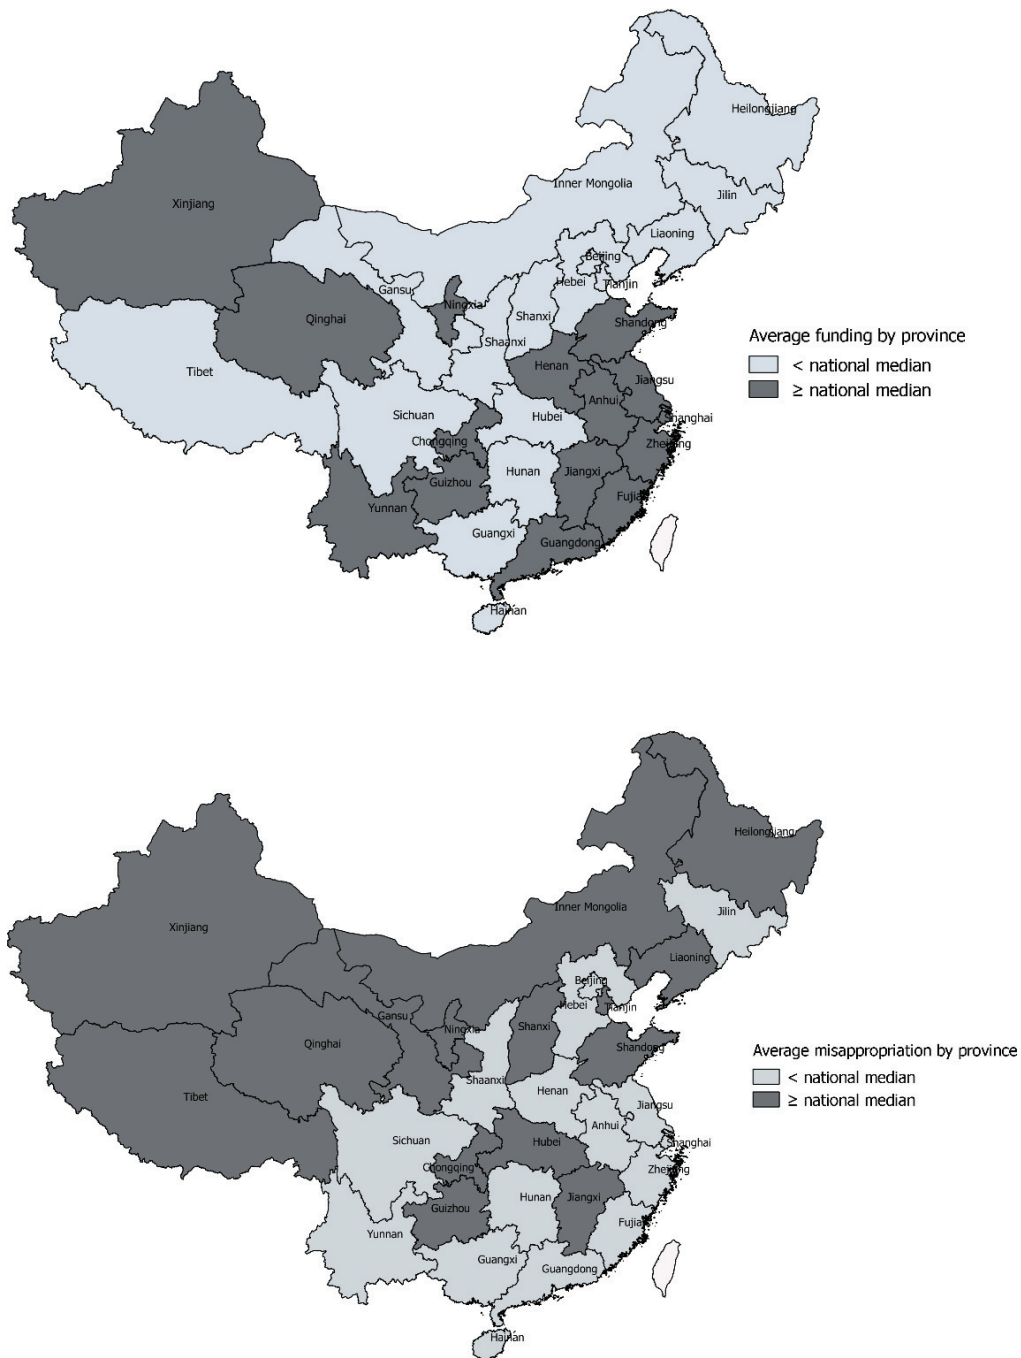 Heilongjiang
Inner Mongolia
Jilin
Xinjiang
Liaoning
Beijing
Gansu
Hebei
Tianjin
Ningxia
Qinghai
Shanxi
Shandong
Shaanxi
Average funding by province
Henan
< national median
Tibet
Jiangsu
≥ national median
Anhui
Sichuan
Hubei
Shanghai
Chongqing
Zhejiang
Hunan
Jiangxi
Guizhou
Fujian
Yunnan
Guangxi
Guangdong
Hainan
Heilongjiang
Inner Mongolia
Jilin
Xinjiang
Liaoning
Beijing
Hebei
Tianjin
Gansu
Ningxia
Shanxi
Qinghai
Shandong
Average misappropriation by province
Shaanxi
< national median
Henan
Tibet
≥ national median
Jiangsu
Anhui
Sichuan
Hubei
Shanghai
Chongqing
Zhejiang
Hunan
Jiangxi
Guizhou
Fujian
Yunnan
Guangxi
Guangdong
Hainan